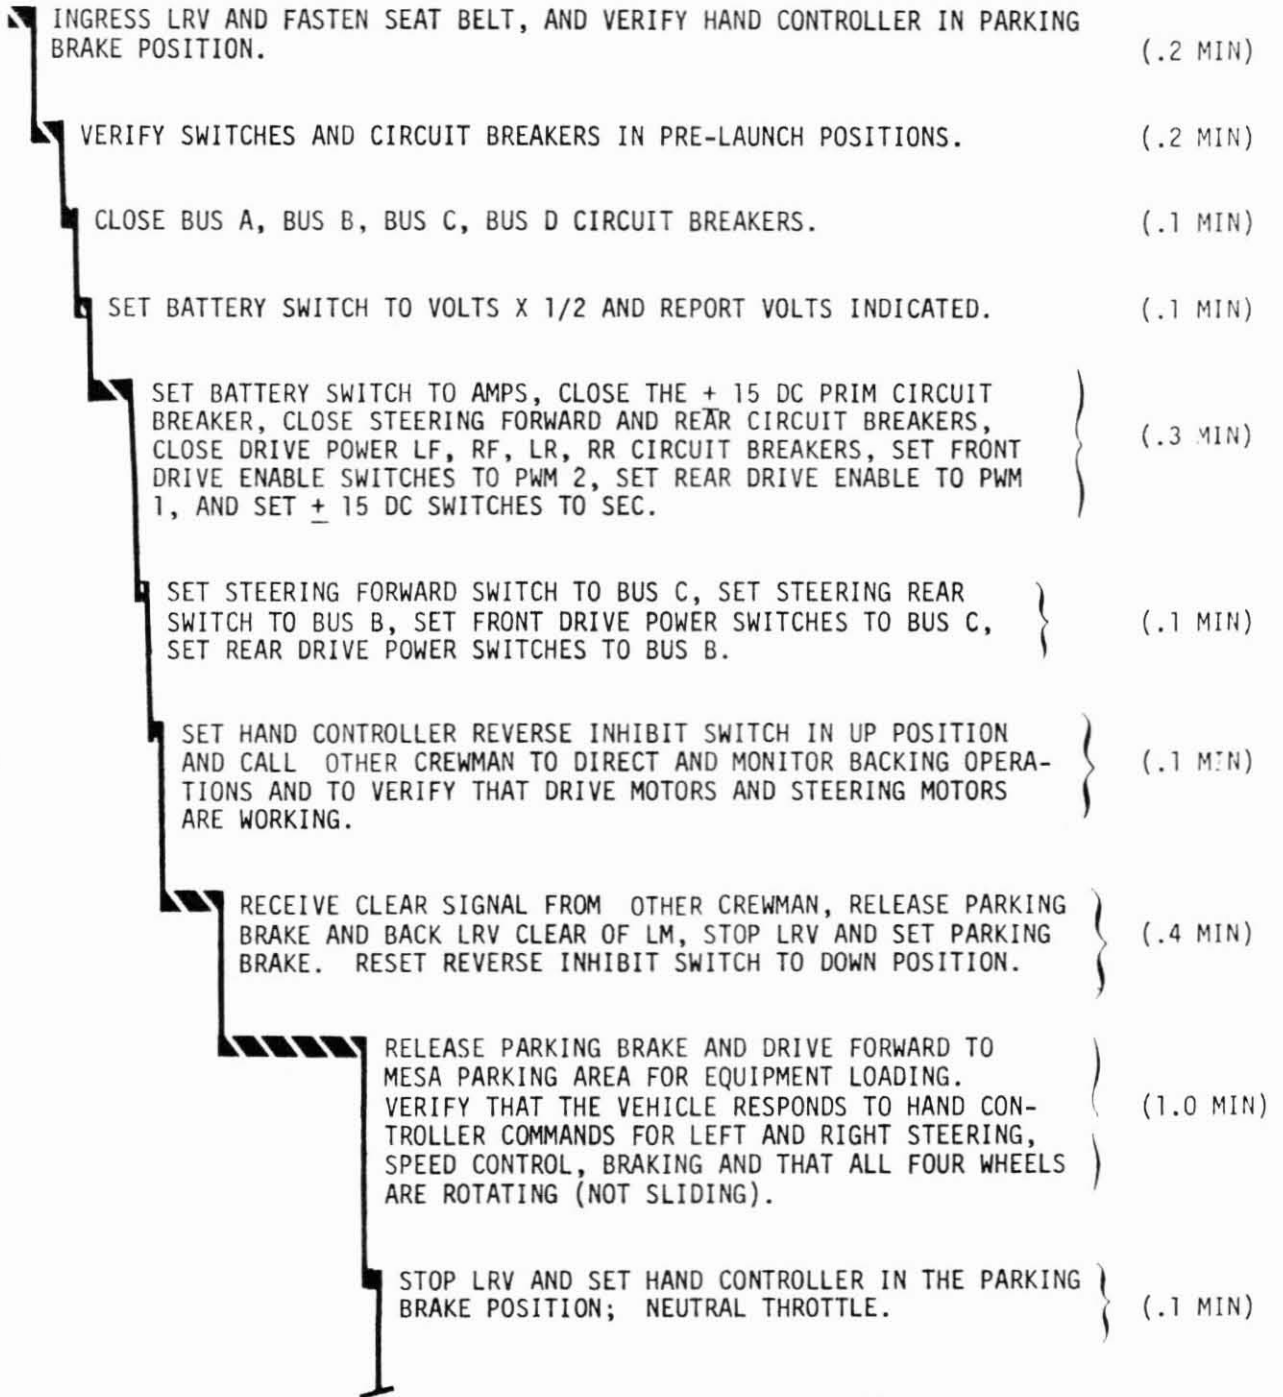 INGRESS LRV AND FASTEN SEAT BELT, AND VERIFY HAND CONTROLLER IN PARKING
BRAKE POSITION. (.2 MIN)
VERIFY SWITCHES AND CIRCUIT BREAKERS IN PRE-LAUNCH POSITIONS. (.2 MIN)
CLOSE BUS A, BUS B, BUS C, BUS D CIRCUIT BREAKERS. (.1 MIN)
SET BATTERY SWITCH TO VOLTS X 1/2 AND REPORT VOLTS INDICATED. (.1 MIN)
SET BATTERY SWITCH TO AMPS, CLOSE THE ± 15 DC PRIM CIRCUIT
BREAKER, CLOSE STEERING FORWARD AND REAR CIRCUIT BREAKERS,
CLOSE DRIVE POWER LF, RF, LR, RR CIRCUIT BREAKERS, SET FRONT (.3 MIN)
DRIVE ENABLE SWITCHES TO PWM 2, SET REAR DRIVE ENABLE TO PWM
1, AND SET ± 15 DC SWITCHES TO SEC.
SET STEERING FORWARD SWITCH TO BUS C, SET STEERING REAR
SWITCH TO BUS B, SET FRONT DRIVE POWER SWITCHES TO BUS C, (.1 MIN)
SET REAR DRIVE POWER SWITCHES TO BUS B.
SET HAND CONTROLLER REVERSE INHIBIT SWITCH IN UP POSITION
AND CALL OTHER CREWMAN TO DIRECT AND MONITOR BACKING OPERA- (.1 MIN)
TIONS AND TO VERIFY THAT DRIVE MOTORS AND STEERING MOTORS
ARE WORKING.
RECEIVE CLEAR SIGNAL FROM OTHER CREWMAN, RELEASE PARKING
BRAKE AND BACK LRV CLEAR OF LM, STOP LRV AND SET PARKING (.4 MIN)
BRAKE. RESET REVERSE INHIBIT SWITCH TO DOWN POSITION.
RELEASE PARKING BRAKE AND DRIVE FORWARD TO
MESA PARKING AREA FOR EQUIPMENT LOADING.
VERIFY THAT THE VEHICLE RESPONDS TO HAND CON- (1.0 MIN)
TROLLER COMMANDS FOR LEFT AND RIGHT STEERING,
SPEED CONTROL, BRAKING AND THAT ALL FOUR WHEELS
ARE ROTATING (NOT SLIDING).
STOP LRV AND SET HAND CONTROLLER IN THE PARKING
BRAKE POSITION; NEUTRAL THROTTLE. (.1 MIN)